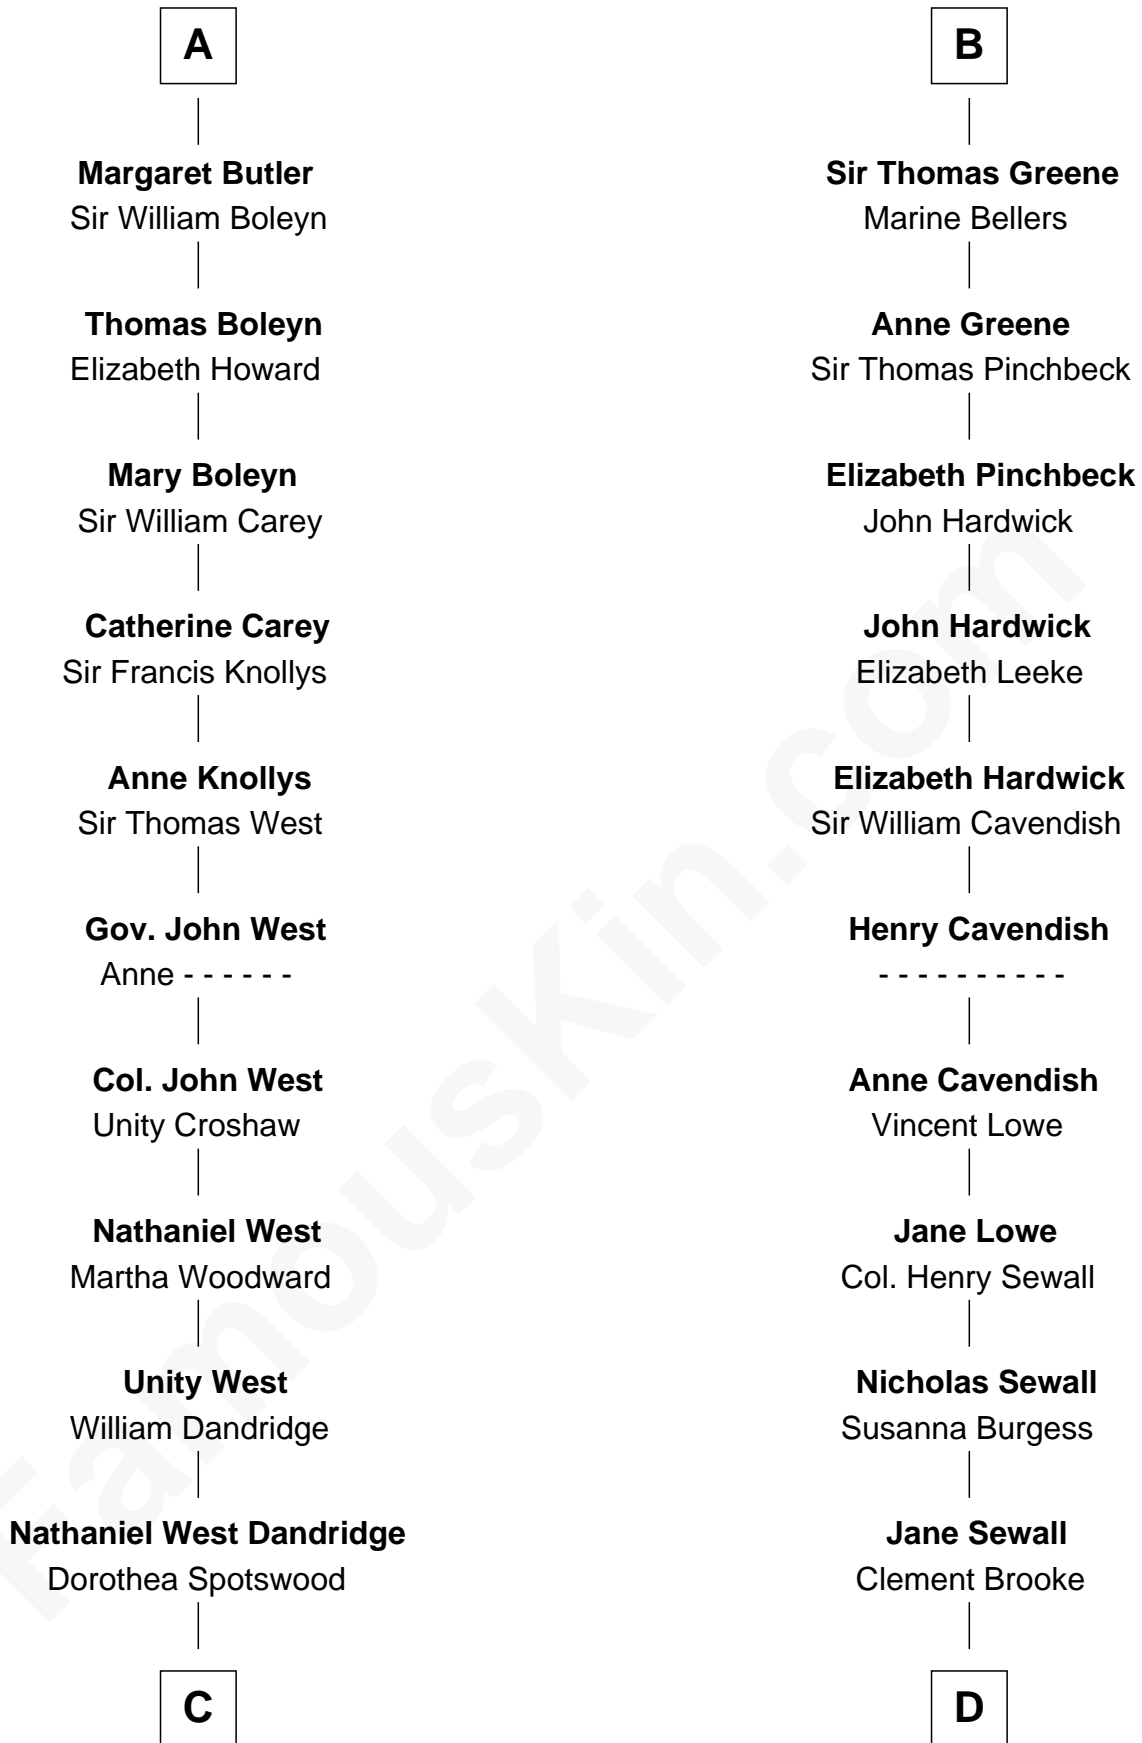 A
Margaret Butler
Sir William Boleyn
Thomas Boleyn
Elizabeth Howard
Mary Boleyn
Sir William Carey
Catherine Carey
Sir Francis Knollys
Anne Knollys
Sir Thomas West
Gov. John West
Anne - - - - - -
Col. John West
Unity Croshaw
Nathaniel West
Martha Woodward
Unity West
William Dandridge
Nathaniel West Dandridge
Dorothea Spotswood
C
B
Sir Thomas Greene
Marine Bellers
Anne Greene
Sir Thomas Pinchbeck
Elizabeth Pinchbeck
John Hardwick
John Hardwick
Elizabeth Leeke
Elizabeth Hardwick
Sir William Cavendish
Henry Cavendish
- - - - - - - - - -
Anne Cavendish
Vincent Lowe
Jane Lowe
Col. Henry Sewall
Nicholas Sewall
Susanna Burgess
Jane Sewall
Clement Brooke
D
FamousKin.com